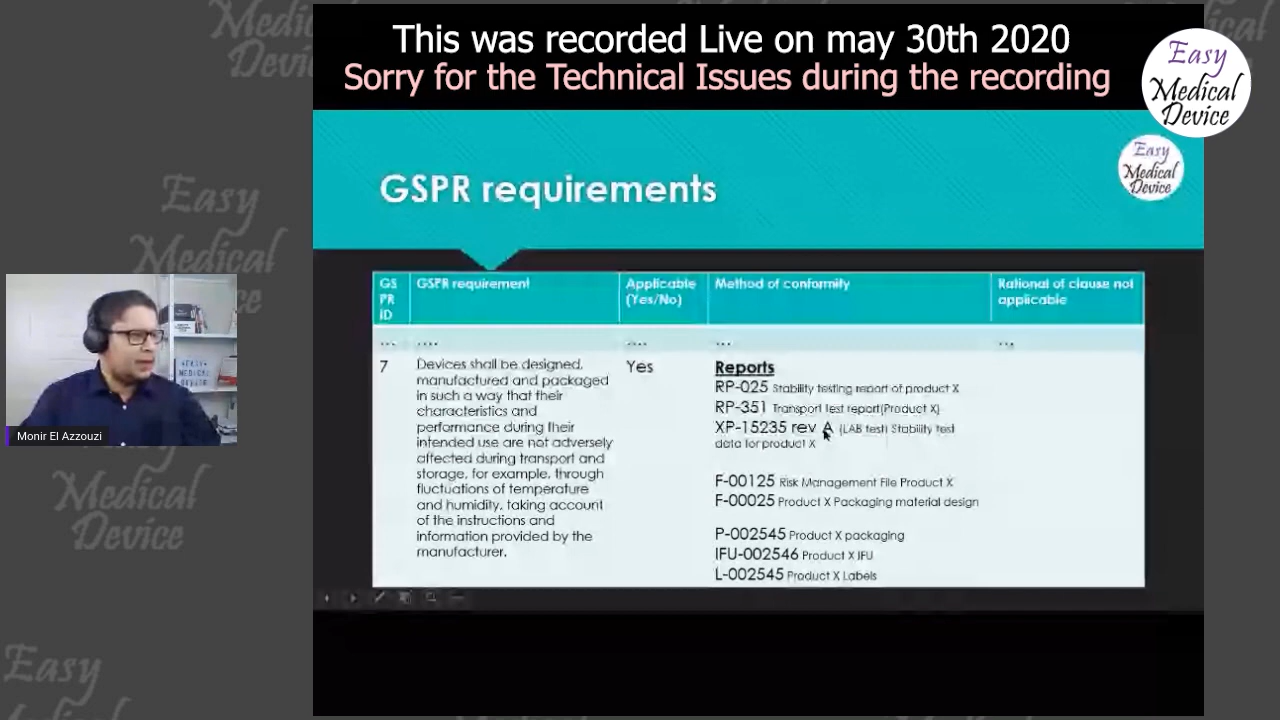 This was recorded Live on may 30th 2020
Sorry for the Technical Issues during the recording
Easy
Medical
Device
Easy
Medical
Device
GSPR requirements
GS
PR
ID
GSPR requirement
Applicable
(Yes/No)
Method of conformity
Rational of clause not
applicable
...
....
....
...
...
7
Devices shall be designed,
manufactured and packaged
in such a way that their
characteristics and
performance during their
intended use are not adversely
affected during transport and
storage, for example, through
fluctuations of temperature
and humidity, taking account
of the instructions and
information provided by the
manufacturer.
Yes
Reports
RP-025 Stability testing report of product X
RP-351 Transport test report(Product X)
XP-15235 rev A (LAB test) Stability test
data for product X
F-00125 Risk Management File Product X
F-00025 Product X Packaging material design
P-002545 Product X packaging
IFU-002546 Product X IFU
L-002545 Product X Labels
Monir El Azzouzi
Easy
Medical
Device
Medical
Device
Easy
Medical